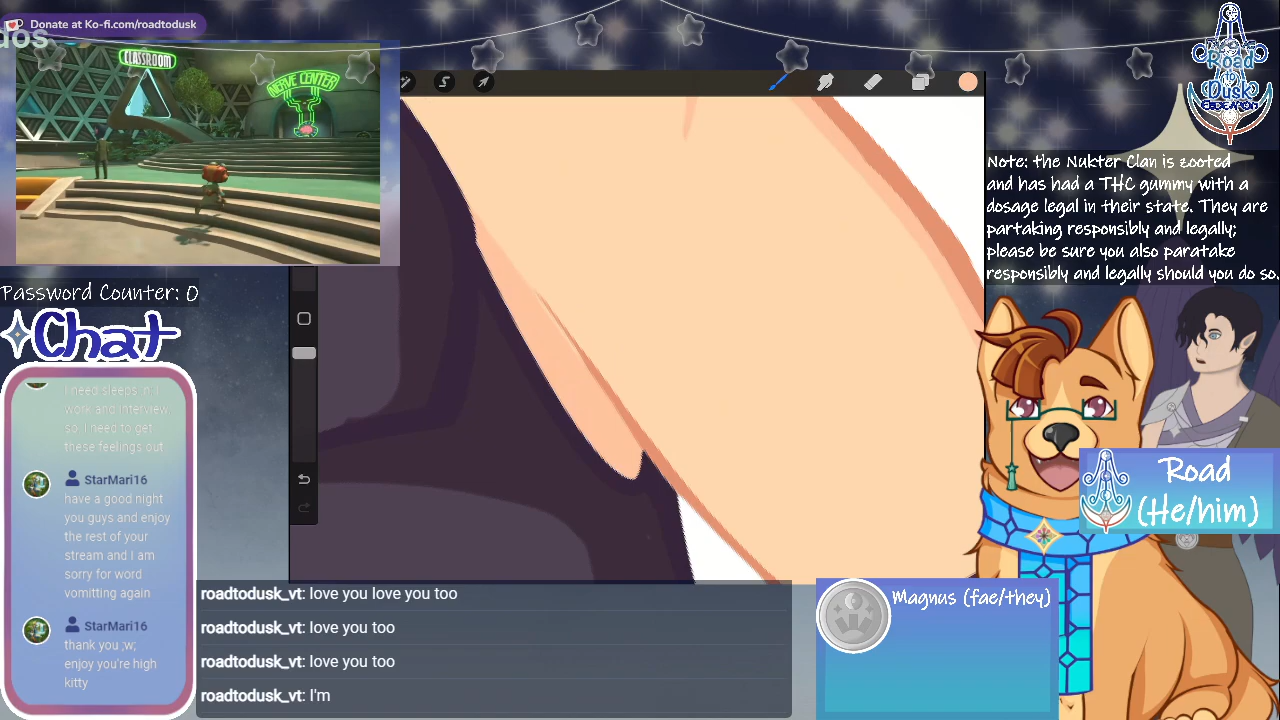 Donate at Ko-fi.com/roadtodusk
dos
CLASSROOM
NERVE CENTER
Road
to
Dusk
Note: the Nukter Clan is zooted
and has had a THC gummy with a
dosage legal in their state. They are
partaking responsibly and legally;
please be sure you also paratake
responsibly and legally should you do so.
Password Counter: 0
Chat
I need sleeps n I
work and interview
so I need to get
these feelings out
StarMari16
have a good night
you guys and enjoy
the rest of your
stream and I am
sorry for word
vomitting again
StarMari16
thank you ;w;
enjoy you're high
kitty
roadtodusk_vt: love you love you too
roadtodusk_vt: love you too
roadtodusk_vt: love you too
roadtodusk_vt: I'm
Road
(He/him)
Magnus (fae/they)